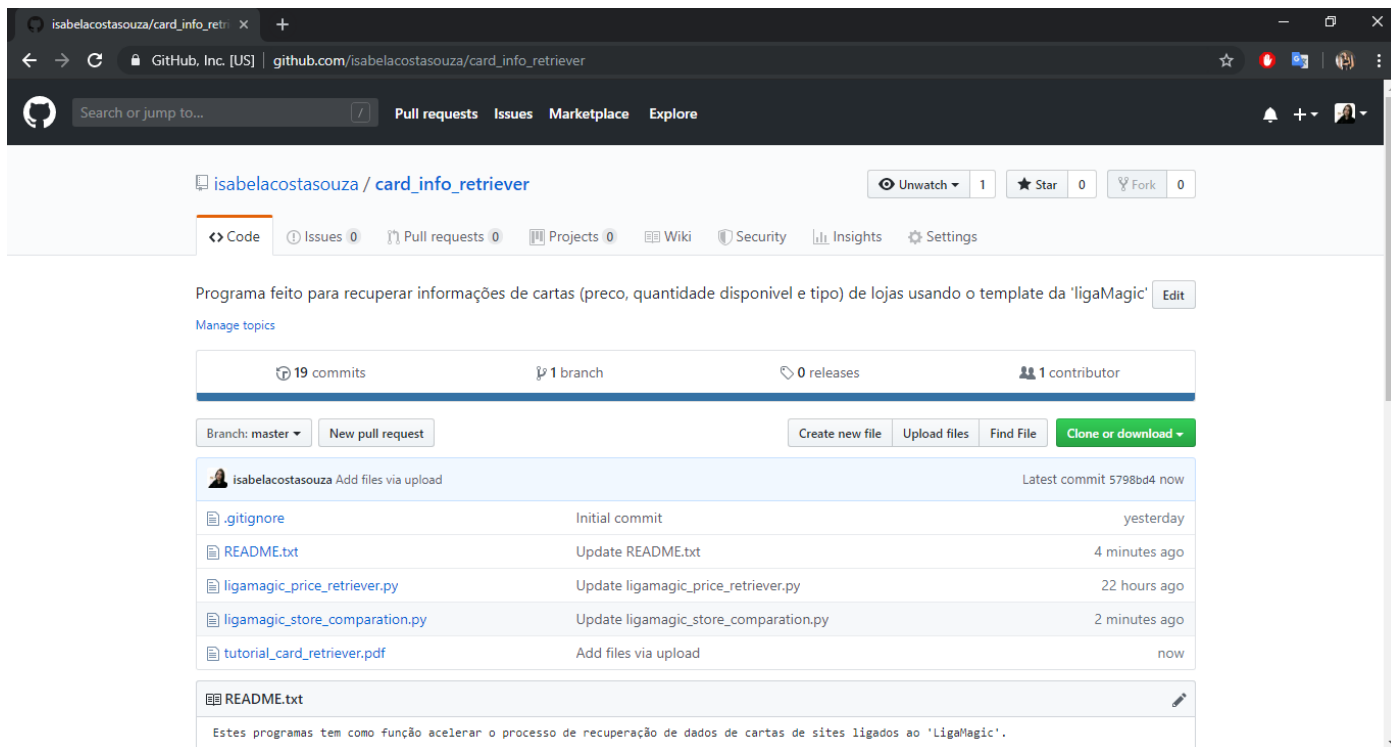 isabelacostasouza/card_info_retri
GitHub, Inc. [US] | github.com/isabelacostasouza/card_info_retriever
Search or jump to... / Pull requests Issues Marketplace Explore
isabelacostasouza / card_info_retriever Unwatch 1 Star 0 Fork 0
Code Issues 0 Pull requests 0 Projects 0 Wiki Security Insights Settings
Programa feito para recuperar informações de cartas (preco, quantidade disponivel e tipo) de lojas usando o template da 'ligaMagic' Edit
Manage topics
19 commits 1 branch 0 releases 1 contributor
Branch: master New pull request Create new file Upload files Find File Clone or download
isabelacostasouza Add files via upload Latest commit 5798bd4 now
.gitignore Initial commit yesterday
README.txt Update README.txt 4 minutes ago
ligamagic_price_retriever.py Update ligamagic_price_retriever.py 22 hours ago
ligamagic_store_comparation.py Update ligamagic_store_comparation.py 2 minutes ago
tutorial_card_retriever.pdf Add files via upload now
README.txt
Estes programas tem como função acelerar o processo de recuperação de dados de cartas de sites ligados ao 'LigaMagic'.